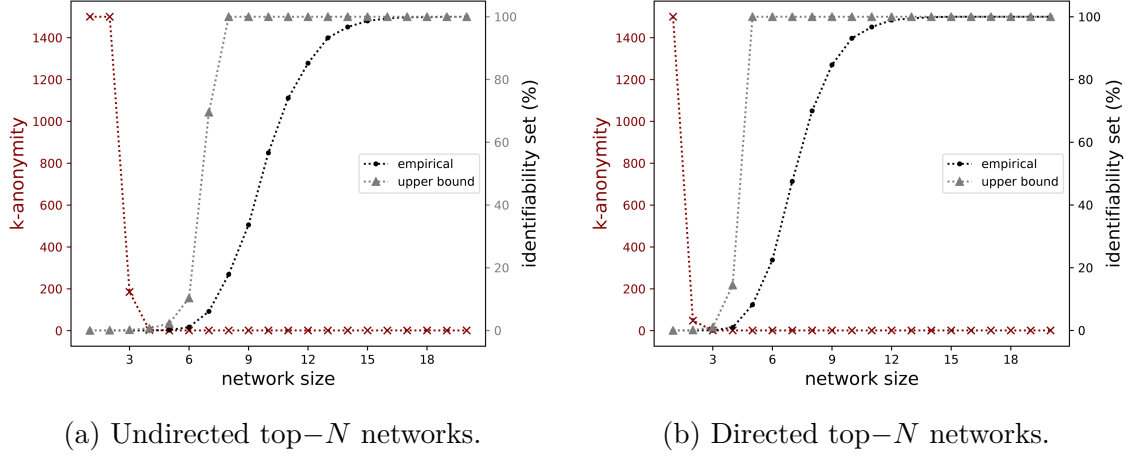 1400
1200
1000
800
600
400
200
0
k-anonymity
100
80
60
40
20
0
identifiability set (%)
empirical
upper bound
3 6 9 12 15 18
network size
(a) Undirected top−N networks.
1400
1200
1000
800
600
400
200
0
k-anonymity
100
80
60
40
20
0
identifiability set (%)
empirical
upper bound
3 6 9 12 15 18
network size
(b) Directed top−N networks.